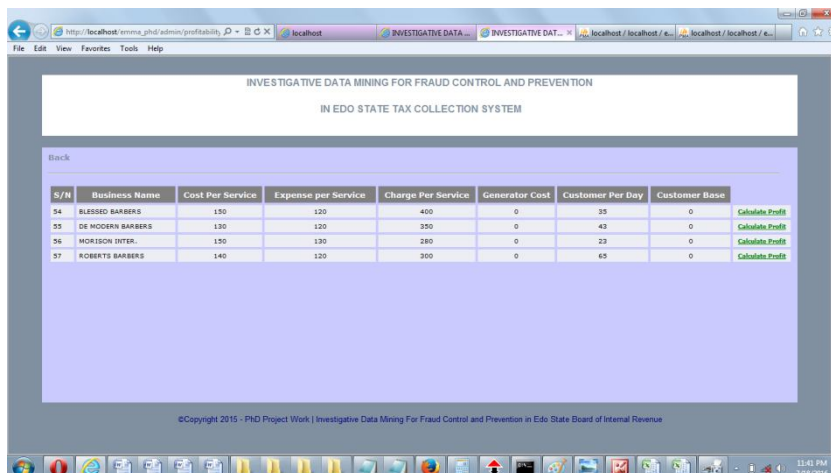 http://localhost/emma_phd/admin/profitability
localhost
INVESTIGATIVE DATA ...
INVESTIGATIVE DAT...
localhost / localhost / e...
localhost / localhost / e...
File Edit View Favorites Tools Help
INVESTIGATIVE DATA MINING FOR FRAUD CONTROL AND PREVENTION
IN EDO STATE TAX COLLECTION SYSTEM
Back
S/N Business Name Cost Per Service Expense per Service Charge Per Service Generator Cost Customer Per Day Customer Base
54 BLESSED BARBERS 150 120 400 0 35 0 Calculate Profit
55 DE MODERN BARBERS 130 120 350 0 43 0 Calculate Profit
56 MORISON INTER. 150 130 280 0 23 0 Calculate Profit
57 ROBERTS BARBERS 140 120 300 0 65 0 Calculate Profit
©Copyright 2015 - PhD Project Work | Investigative Data Mining For Fraud Control and Prevention in Edo State Board of Internal Revenue
11:41 PM